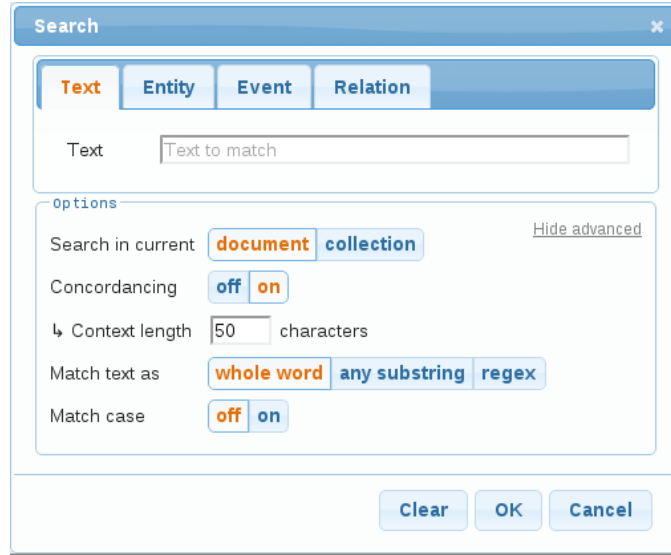 Search
Text Entity Event Relation
Text Text to match
Options
Hide advanced
Search in current document collection
Concordancing off on
↳ Context length 50 characters
Match text as whole word any substring regex
Match case off on
Clear OK Cancel